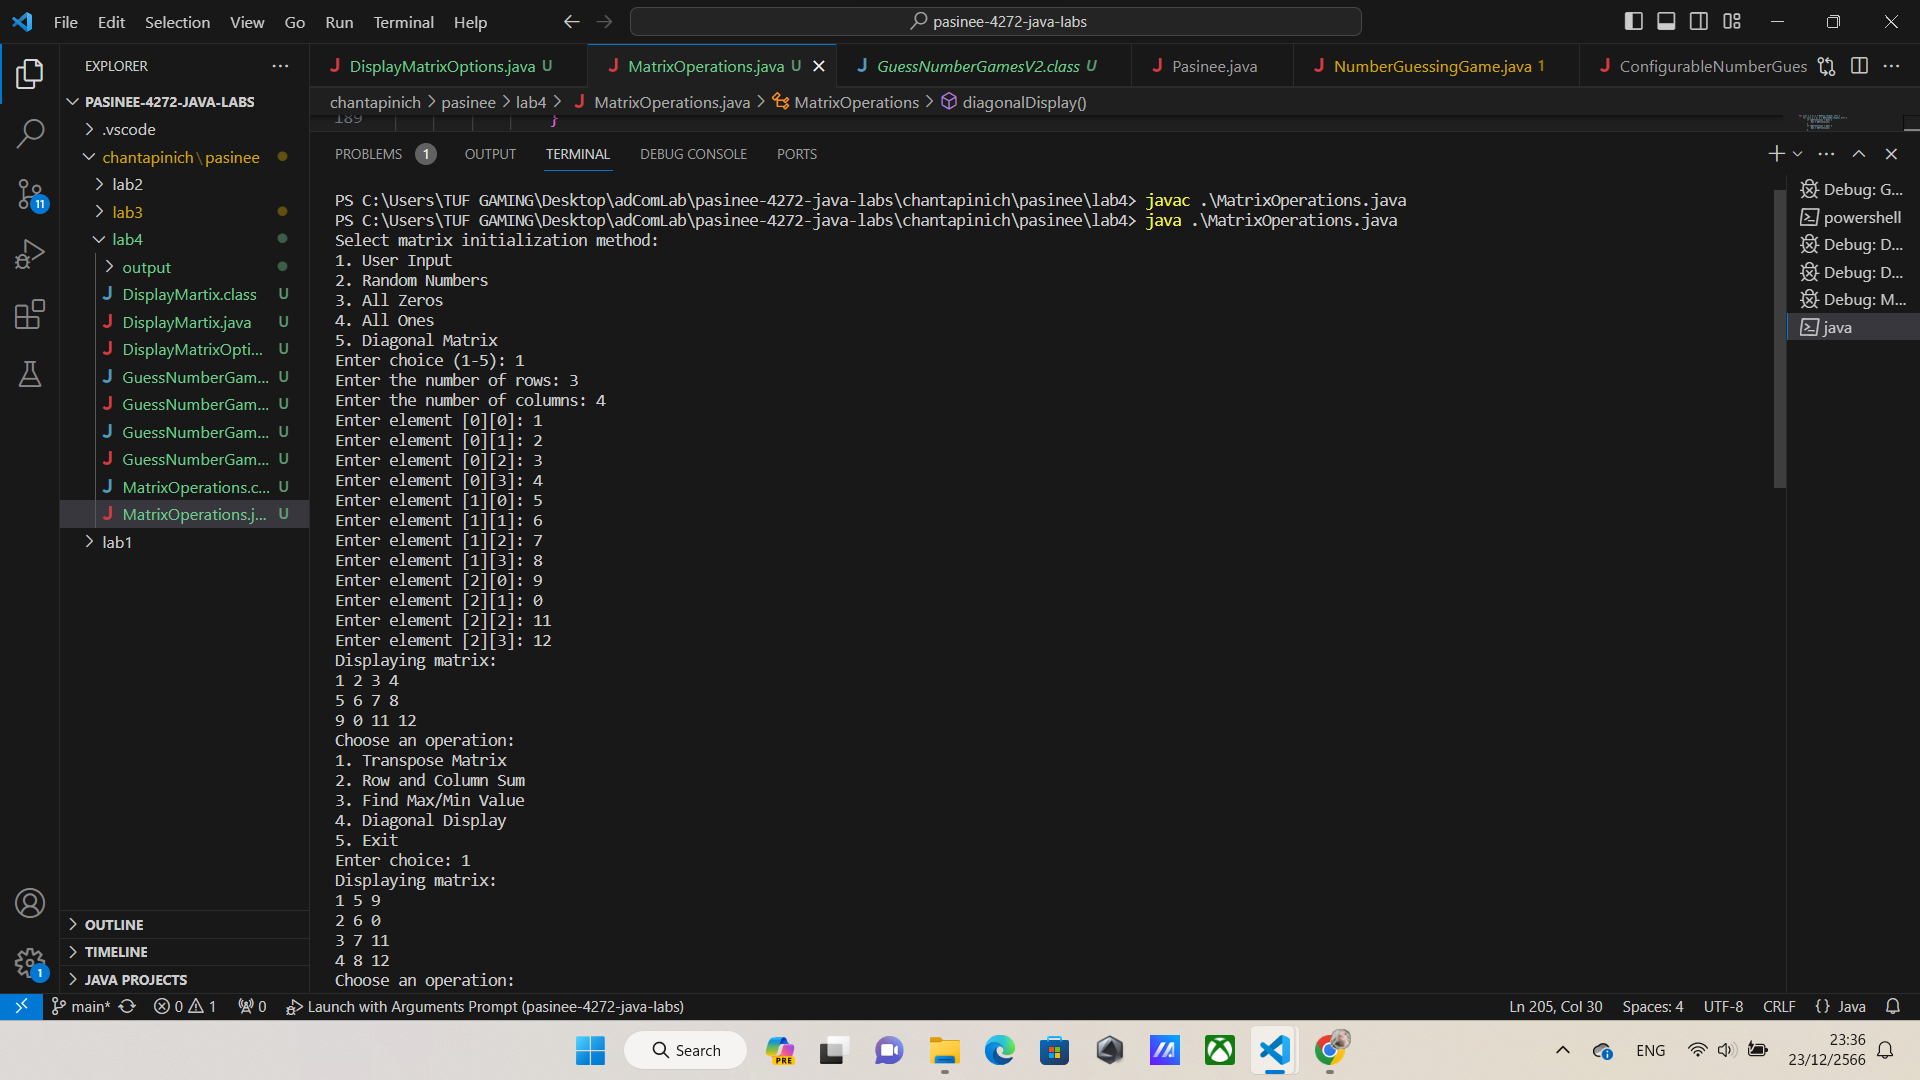 File Edit Selection View Go Run Terminal Help
pasinee-4272-java-labs
EXPLORER
PASINEE-4272-JAVA-LABS
.vscode
chantapinich\pasinee
lab2
lab3
lab4
output
DisplayMartix.class U
DisplayMartix.java U
DisplayMatrixOpti... U
GuessNumberGam... U
GuessNumberGam... U
GuessNumberGam... U
GuessNumberGam... U
MatrixOperations.c... U
MatrixOperations.j... U
lab1
OUTLINE
TIMELINE
JAVA PROJECTS
11
1
DisplayMatrixOptions.java U
MatrixOperations.java U
GuessNumberGamesV2.class U
Pasinee.java
NumberGuessingGame.java 1
ConfigurableNumberGues
chantapinich > pasinee > lab4 > MatrixOperations.java > MatrixOperations > diagonalDisplay()
189 }
PROBLEMS 1 OUTPUT TERMINAL DEBUG CONSOLE PORTS
PS C:\Users\TUF GAMING\Desktop\adComLab\pasinee-4272-java-labs\chantapinich\pasinee\lab4> javac .\MatrixOperations.java
PS C:\Users\TUF GAMING\Desktop\adComLab\pasinee-4272-java-labs\chantapinich\pasinee\lab4> java .\MatrixOperations.java
Select matrix initialization method:
1. User Input
2. Random Numbers
3. All Zeros
4. All Ones
5. Diagonal Matrix
Enter choice (1-5): 1
Enter the number of rows: 3
Enter the number of columns: 4
Enter element [0][0]: 1
Enter element [0][1]: 2
Enter element [0][2]: 3
Enter element [0][3]: 4
Enter element [1][0]: 5
Enter element [1][1]: 6
Enter element [1][2]: 7
Enter element [1][3]: 8
Enter element [2][0]: 9
Enter element [2][1]: 0
Enter element [2][2]: 11
Enter element [2][3]: 12
Displaying matrix:
1 2 3 4
5 6 7 8
9 0 11 12
Choose an operation:
1. Transpose Matrix
2. Row and Column Sum
3. Find Max/Min Value
4. Diagonal Display
5. Exit
Enter choice: 1
Displaying matrix:
1 5 9
2 6 0
3 7 11
4 8 12
Choose an operation:
Debug: G...
powershell
Debug: D...
Debug: D...
Debug: M...
java
main* 0 1 0 Launch with Arguments Prompt (pasinee-4272-java-labs)
Ln 205, Col 30 Spaces: 4 UTF-8 CRLF {} Java
Search
PRE
ENG
23:36
23/12/2566